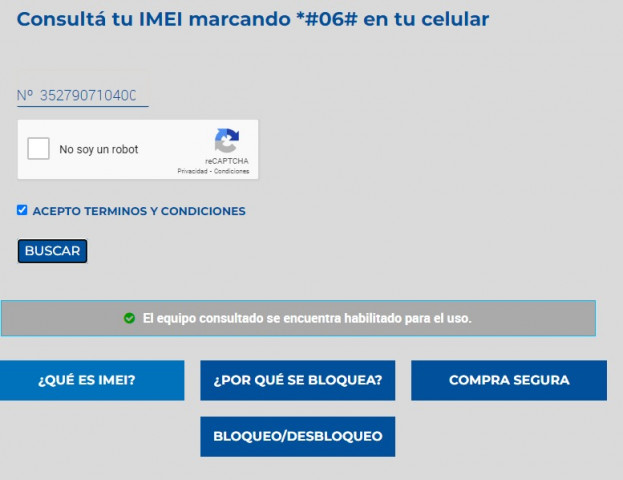 Consultá tu IMEI marcando *#06# en tu celular
Nº 35279071040C
No soy un robot
reCAPTCHA
Privacidad - Condiciones
ACEPTO TERMINOS Y CONDICIONES
BUSCAR
El equipo consultado se encuentra habilitado para el uso.
¿QUÉ ES IMEI?
¿POR QUÉ SE BLOQUEA?
COMPRA SEGURA
BLOQUEO/DESBLOQUEO